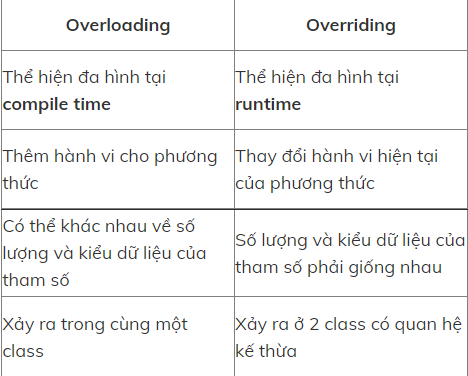 Overloading
Overriding
Thể hiện đa hình tại
compile time
Thể hiện đa hình tại
runtime
Thêm hành vi cho phương
thức
Thay đổi hành vi hiện tại
của phương thức
Có thể khác nhau về số
lượng và kiểu dữ liệu của
tham số
Số lượng và kiểu dữ liệu của
tham số phải giống nhau
Xảy ra trong cùng một
class
Xảy ra ở 2 class có quan hệ
kế thừa